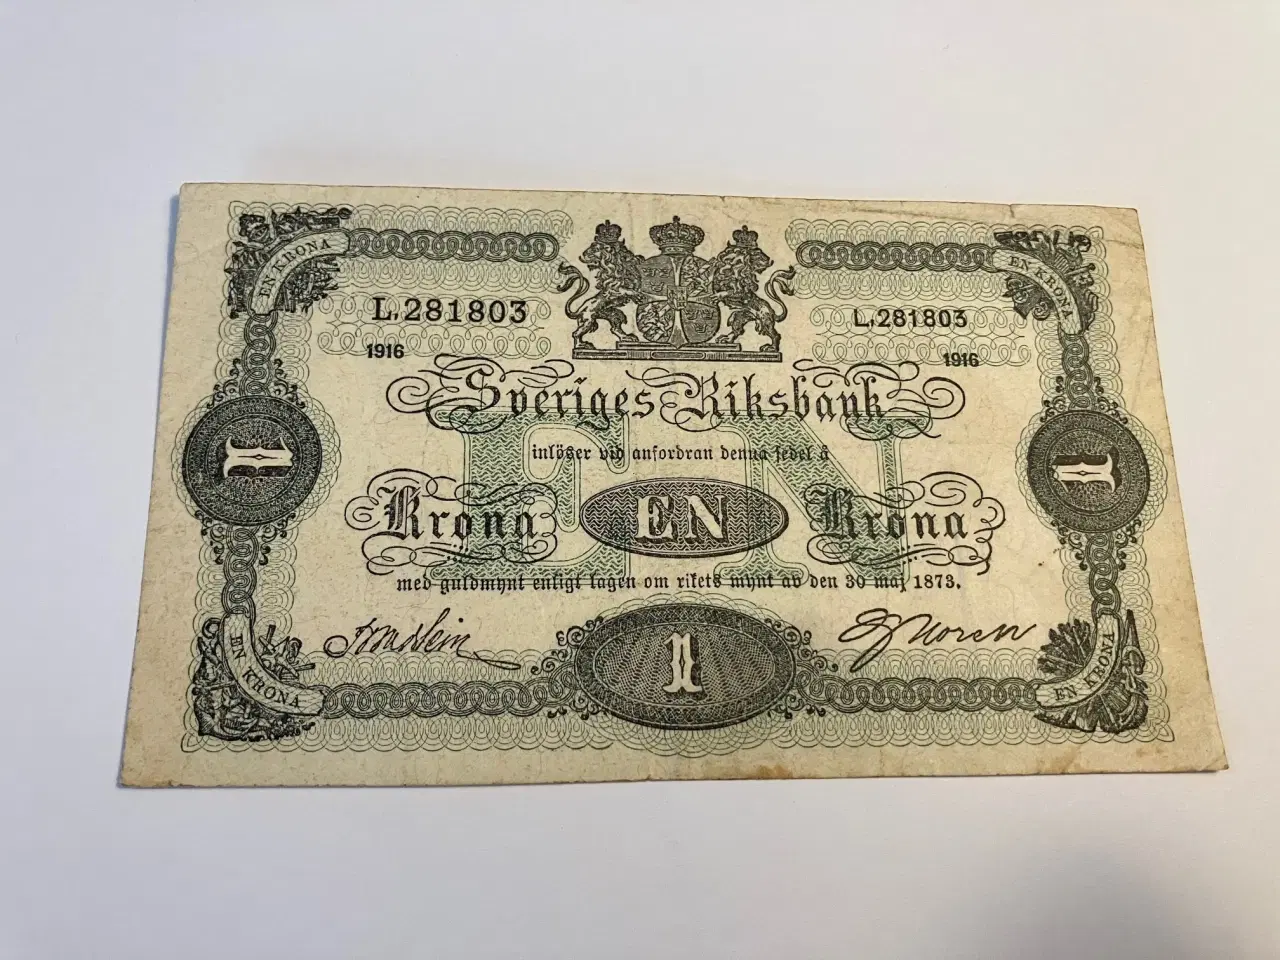 EN KRONA
EN KRONA
L.281803
L.281803
1916
1916
Sveriges Riksbank
inlöser vid anfordran denna sedel å
1
1
EN
Krona
EN
Krona
med guldmynt enligt lagen om rikets mynt av den 30 maj 1873.
EN KRONA
1
EN KRONA